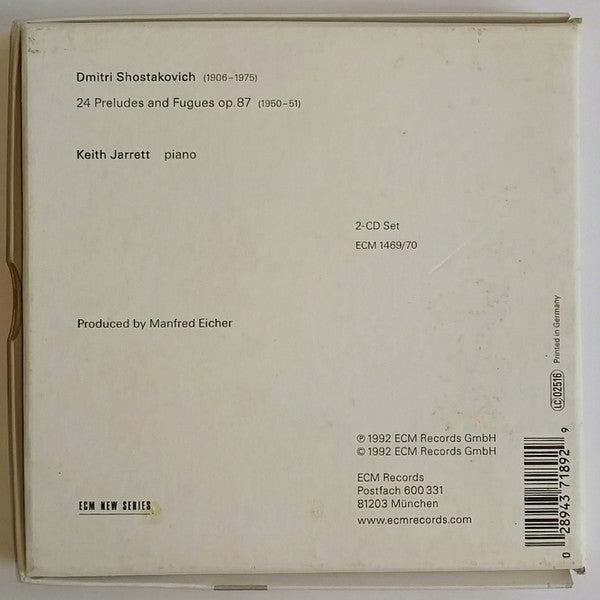 Dmitri Shostakovich (1906–1975)
24 Preludes and Fugues op.87 (1950–51)
Keith Jarrett piano
2-CD Set
ECM 1469/70
Produced by Manfred Eicher
Printed in Germany
LC 02516
℗ 1992 ECM Records GmbH
© 1992 ECM Records GmbH
ECM Records
Postfach 600 331
81203 München
www.ecmrecords.com
ECM NEW SERIES
0 28943 71892 9